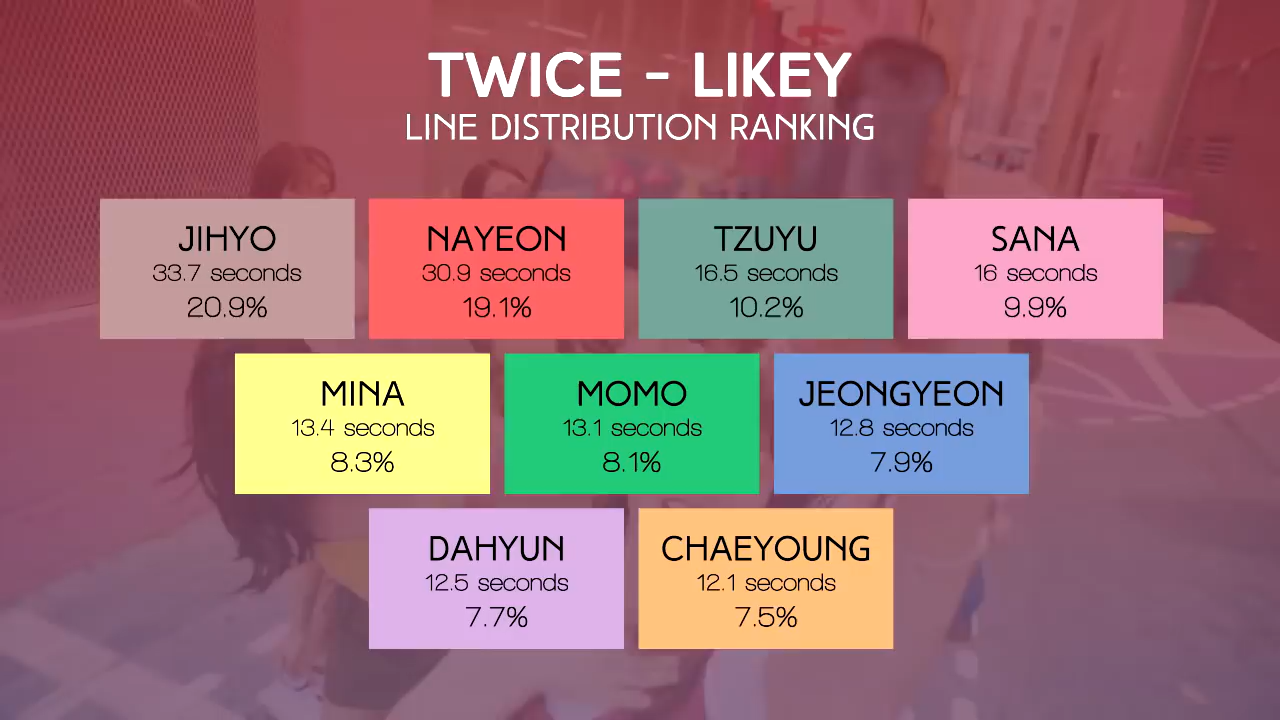 TWICE - LIKEY
LINE DISTRIBUTION RANKING
JIHYO
33.7 seconds
20.9%
NAYEON
30.9 seconds
19.1%
TZUYU
16.5 seconds
10.2%
SANA
16 seconds
9.9%
MINA
13.4 seconds
8.3%
MOMO
13.1 seconds
8.1%
JEONGYEON
12.8 seconds
7.9%
DAHYUN
12.5 seconds
7.7%
CHAEYOUNG
12.1 seconds
7.5%